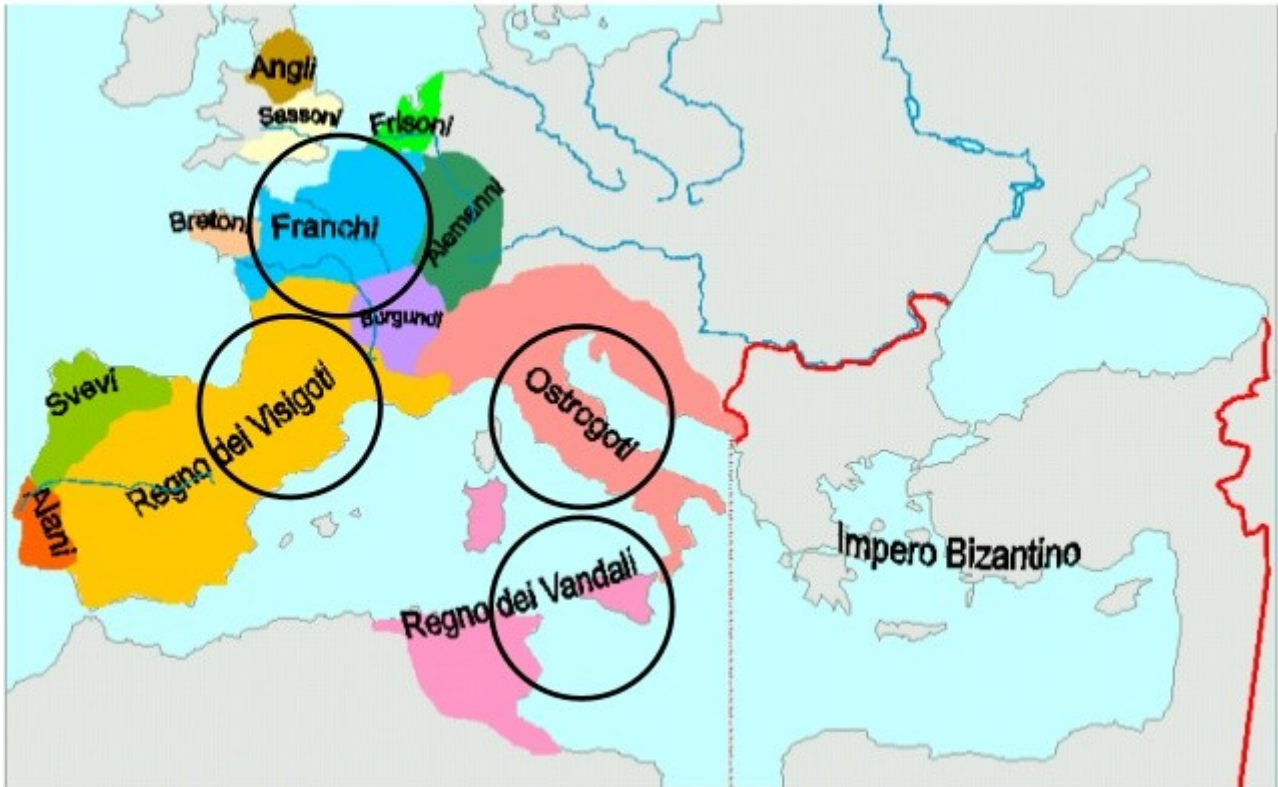 Angli
Sassoni
Frisoni
Bretoni
Franchi
Alemanni
Burgundi
Svevi
Regno dei Visigoti
Ostrogoti
Alani
Regno dei Vandali
Impero Bizantino